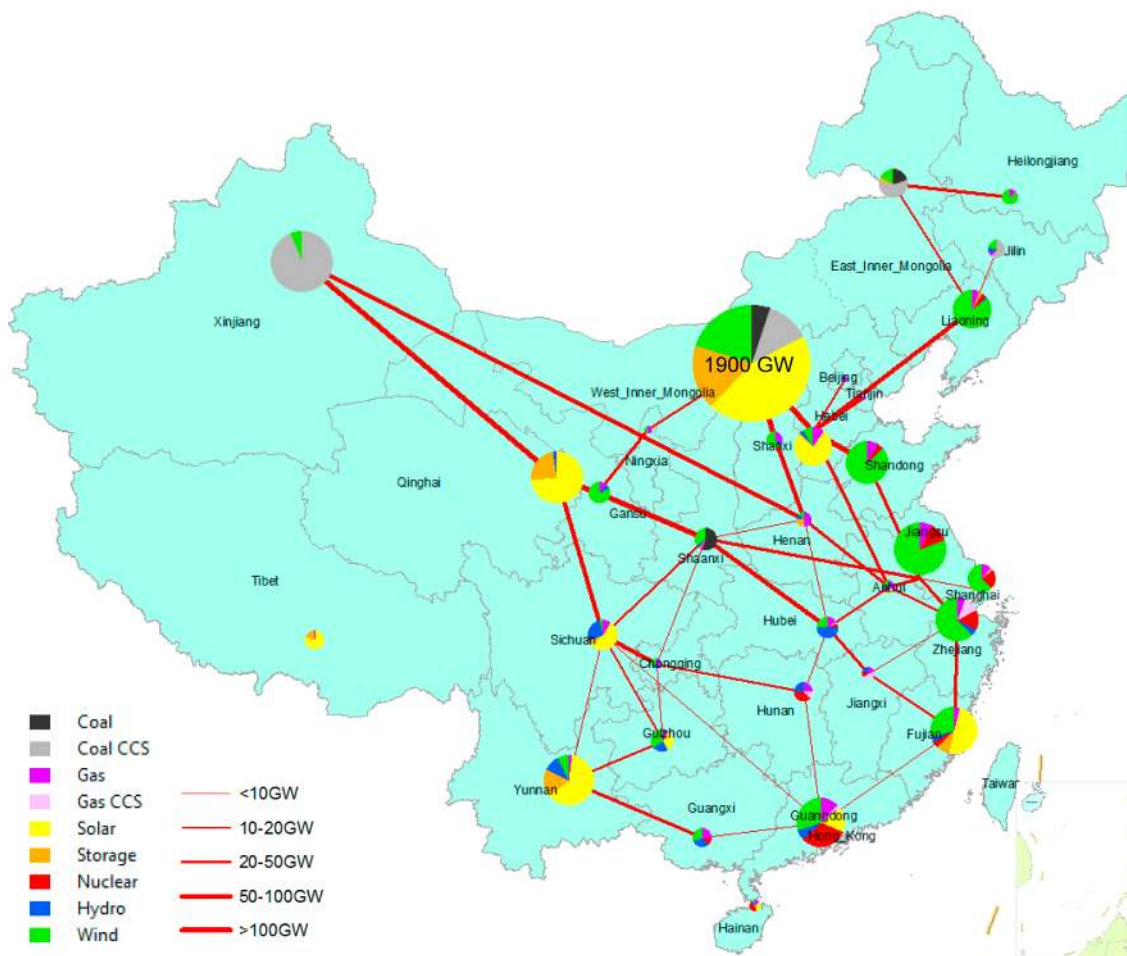 Heilongjiang
Jilin
East_Inner_Mongolia
Liaoning
Xinjiang
1900 GW
West_Inner_Mongolia
Beijing
Tianjin
Hebei
Shanxi
Shandong
Ningxia
Qinghai
Gansu
Henan
Shaanxi
Jiangsu
Anhui
Shanghai
Tibet
Hubei
Zhejiang
Sichuan
Chongqing
Jiangxi
Hunan
Guizhou
Fujian
Taiwan
Yunnan
Guangxi
Guangdong
Hong_Kong
Hainan
Coal
Coal CCS
Gas
Gas CCS
Solar
Storage
Nuclear
Hydro
Wind
<10GW
10-20GW
20-50GW
50-100GW
>100GW